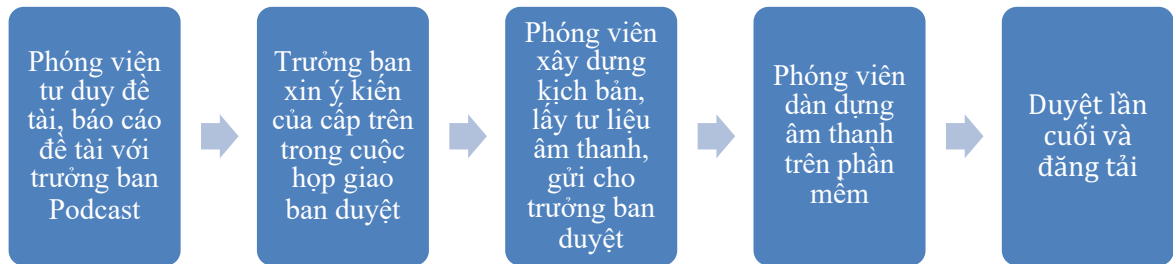 Phóng viên
tư duy đề
tài, báo cáo
đề tài với
trưởng ban
Podcast
Trưởng ban
xin ý kiến
của cấp trên
trong cuộc
họp giao
ban duyệt
Phóng viên
xây dựng
kịch bản,
lấy tư liệu
âm thanh,
gửi cho
trưởng ban
duyệt
Phóng viên
dàn dựng
âm thanh
trên phần
mềm
Duyệt lần
cuối và
đăng tải